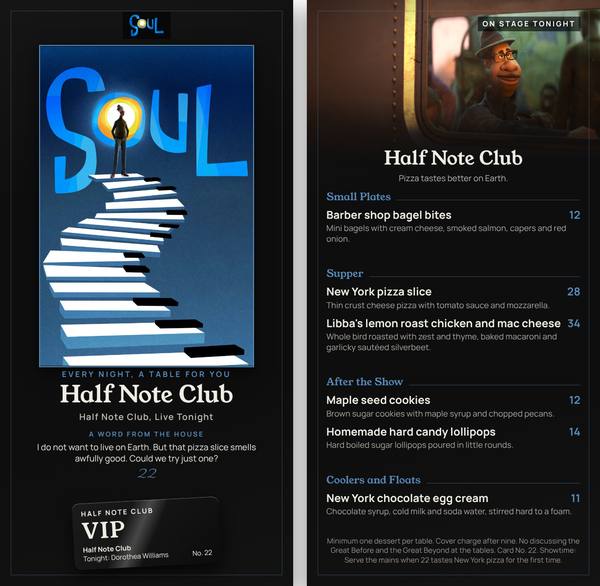 SOUL
SOUL
EVERY NIGHT, A TABLE FOR YOU
Half Note Club
Half Note Club, Live Tonight
A WORD FROM THE HOUSE
I do not want to live on Earth. But that pizza slice smells
awfully good. Could we try just one?
22
HALF NOTE CLUB
VIP
Half Note Club
Tonight: Dorothea Williams
No. 22
ON STAGE TONIGHT
Half Note Club
Pizza tastes better on Earth.
Small Plates
Barber shop bagel bites 12
Mini bagels with cream cheese, smoked salmon, capers and red
onion.
Supper
New York pizza slice 28
Thin crust cheese pizza with tomato sauce and mozzarella.
Libba's lemon roast chicken and mac cheese 34
Whole bird roasted with zest and thyme, baked macaroni and
garlicky sautéed silverbeet.
After the Show
Maple seed cookies 12
Brown sugar cookies with maple syrup and chopped pecans.
Homemade hard candy lollipops 14
Hard boiled sugar lollipops poured in little rounds.
Coolers and Floats
New York chocolate egg cream 11
Chocolate syrup, cold milk and soda water, stirred hard to a foam.
Minimum one dessert per table. Cover charge after nine. No discussing the
Great Before and the Great Beyond at the tables. Card No. 22. Showtime:
Serve the mains when 22 tastes New York pizza for the first time.